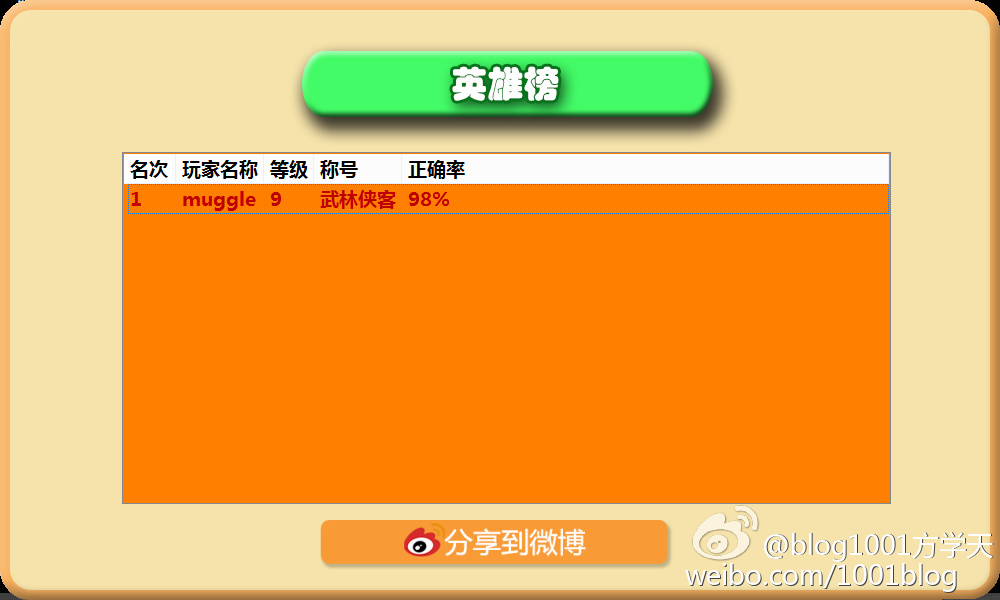 英雄榜
名次 玩家名称 等级 称号 正确率
1 muggle 9 武林侠客 98%
分享到微博
@blog1001方学天
weibo.com/1001blog